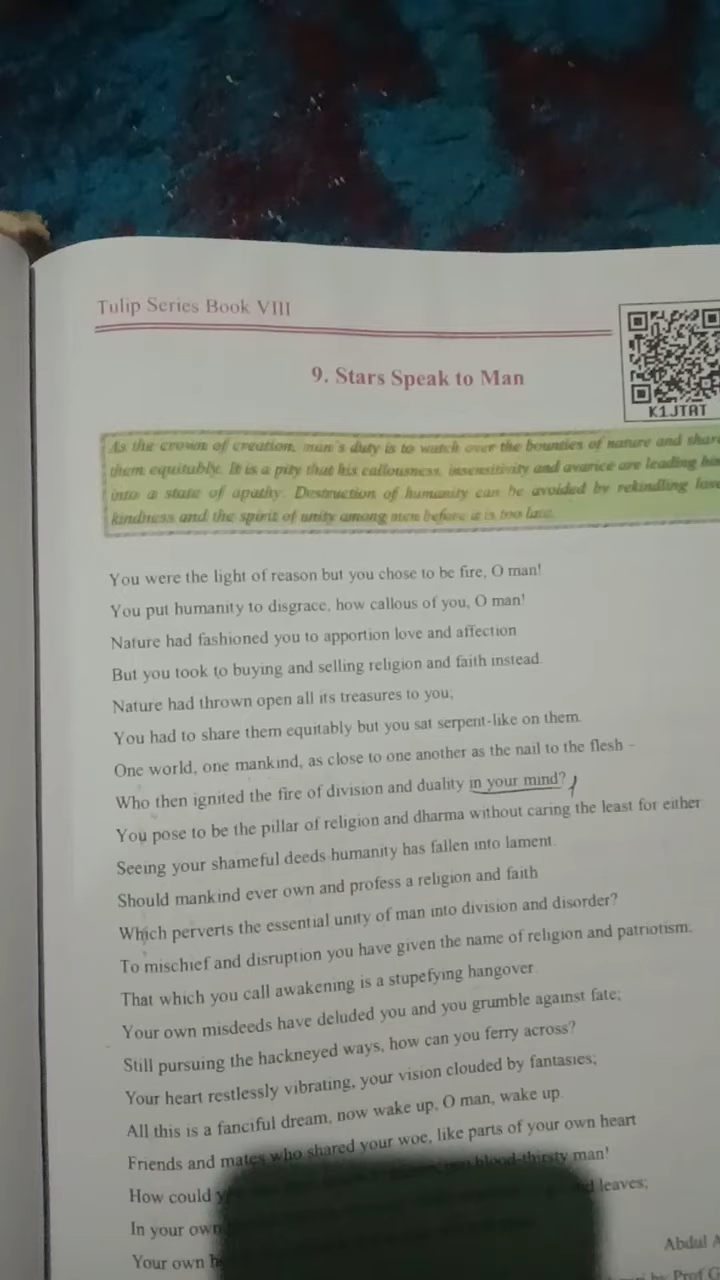 Tulip Series Book VIII
K1JTAT
9. Stars Speak to Man
As the crown of creation, man's duty is to watch over the bounties of nature and share
them equitably. It is a pity that his callousness, insensitivity and avarice are leading
into a state of apathy. Destruction of humanity can be avoided by rekindling
kindness and the spirit of unity among men before it is too late.
You were the light of reason but you chose to be fire, O man!
You put humanity to disgrace, how callous of you, O man!
Nature had fashioned you to apportion love and affection
But you took to buying and selling religion and faith instead.
Nature had thrown open all its treasures to you;
You had to share them equitably but you sat serpent-like on them.
One world, one mankind, as close to one another as the nail to the flesh –
Who then ignited the fire of division and duality in your mind?
You pose to be the pillar of religion and dharma without caring the least for either
Seeing your shameful deeds humanity has fallen into lament.
Should mankind ever own and profess a religion and faith
Which perverts the essential unity of man into division and disorder?
To mischief and disruption you have given the name of religion and patriotism.
That which you call awakening is a stupefying hangover.
Your own misdeeds have deluded you and you grumble against fate;
Still pursuing the hackneyed ways, how can you ferry across?
Your heart restlessly vibrating, your vision clouded by fantasies;
All this is a fanciful dream, now wake up, O man, wake up
Friends and mates who shared your woe, like parts of your own heart
How could blood-thirsty man!
In your own leaves;
Your own
Abdul
by Prof